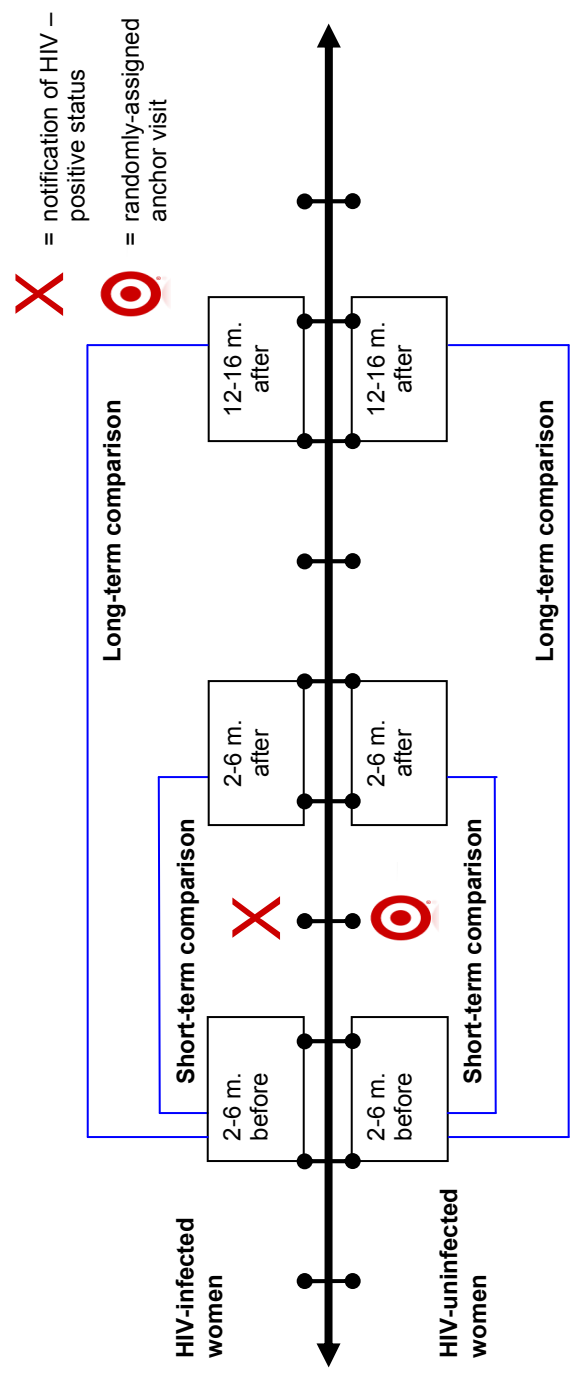 X = notification of HIV –
positive status
= randomly-assigned
anchor visit
Long-term comparison
Short-term comparison
HIV-infected
women
2-6 m.
before
X
2-6 m.
after
12-16 m.
after
2-6 m.
before
2-6 m.
after
12-16 m.
after
HIV-uninfected
women
Short-term comparison
Long-term comparison